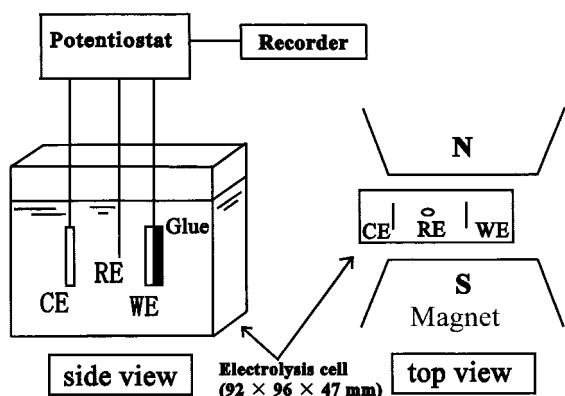 Potentiostat
Recorder
Glue
RE
CE
WE
side view
Electrolysis cell
(92 × 96 × 47 mm)
N
CE
RE
WE
S
Magnet
top view